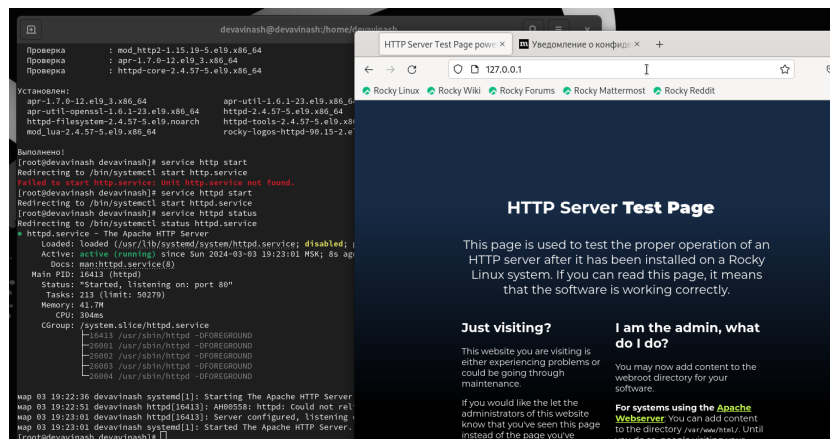 devavinash@devavinash:/home/devavinash
Проверка : mod_http2-1.15.19-5.el9.x86_64
Проверка : apr-1.7.0-12.el9_3.x86_64
Проверка : httpd-core-2.4.57-5.el9.x86_64
Установлен:
apr-1.7.0-12.el9_3.x86_64 apr-util-1.6.1-23.el9.x86_6
apr-util-openssl-1.6.1-23.el9.x86_64 httpd-2.4.57-5.el9.x86_64
httpd-filesystem-2.4.57-5.el9.noarch httpd-tools-2.4.57-5.el9.x86
mod_lua-2.4.57-5.el9.x86_64 rocky-logos-httpd-90.15-2.e
Выполнено!
[root@devavinash devavinash]# service http start
Redirecting to /bin/systemctl start http.service
Failed to start http.service: Unit http.service not found.
[root@devavinash devavinash]# service httpd start
Redirecting to /bin/systemctl start httpd.service
[root@devavinash devavinash]# service httpd status
Redirecting to /bin/systemctl status httpd.service
● httpd.service - The Apache HTTP Server
Loaded: loaded (/usr/lib/systemd/system/httpd.service; disabled;
Active: active (running) since Sun 2024-03-03 19:23:01 MSK; 8s ag
Docs: man:httpd.service(8)
Main PID: 16413 (httpd)
Status: "Started, listening on: port 80"
Tasks: 213 (limit: 50279)
Memory: 41.7M
CPU: 304ms
CGroup: /system.slice/httpd.service
├─16413 /usr/sbin/httpd -DFOREGROUND
├─26001 /usr/sbin/httpd -DFOREGROUND
├─26002 /usr/sbin/httpd -DFOREGROUND
├─26003 /usr/sbin/httpd -DFOREGROUND
└─26004 /usr/sbin/httpd -DFOREGROUND
мар 03 19:22:36 devavinash systemd[1]: Starting The Apache HTTP Server
мар 03 19:22:51 devavinash httpd[16413]: AH00558: httpd: Could not rel
мар 03 19:23:01 devavinash httpd[16413]: Server configured, listening
мар 03 19:23:01 devavinash systemd[1]: Started The Apache HTTP Server.
[root@devavinash devavinash]#
HTTP Server Test Page powe
Уведомление о конфиде
127.0.0.1
Rocky Linux Rocky Wiki Rocky Forums Rocky Mattermost Rocky Reddit
HTTP Server Test Page
This page is used to test the proper operation of an
HTTP server after it has been installed on a Rocky
Linux system. If you can read this page, it means
that the software is working correctly.
Just visiting?
This website you are visiting is
either experiencing problems or
could be going through
maintenance.
If you would like the let the
administrators of this website
know that you've seen this page
instead of the page you've
I am the admin, what
do I do?
You may now add content to the
webroot directory for your
software.
For systems using the Apache
Webserver: You can add content
to the directory /var/www/html/. Until